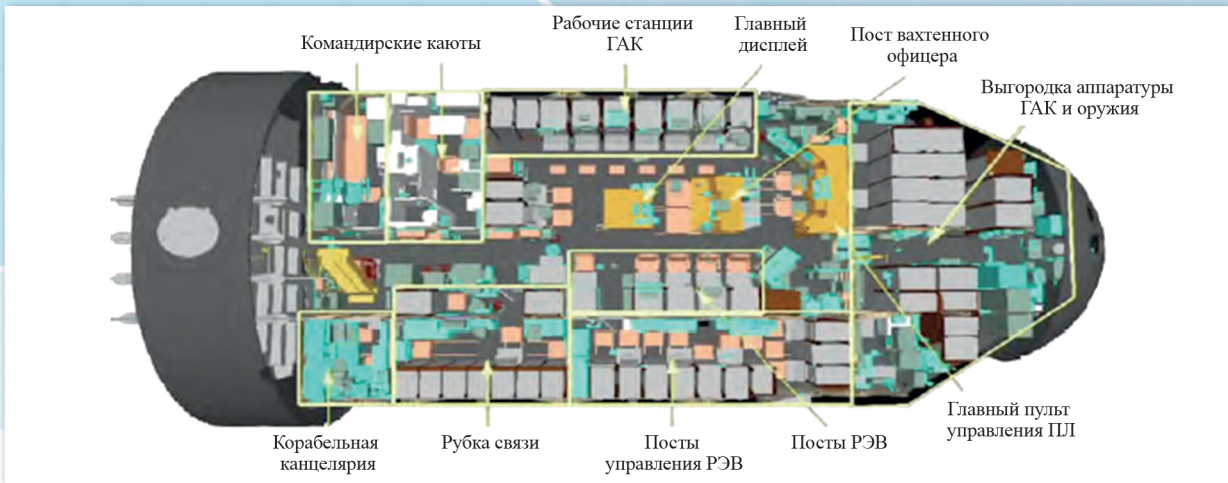 Командирские каюты
Рабочие станции
ГАК
Главный
дисплей
Пост вахтенного
офицера
Выгородка аппаратуры
ГАК и оружия
Корабельная
канцелярия
Рубка связи
Посты
управления РЭВ
Посты РЭВ
Главный пульт
управления ПЛ